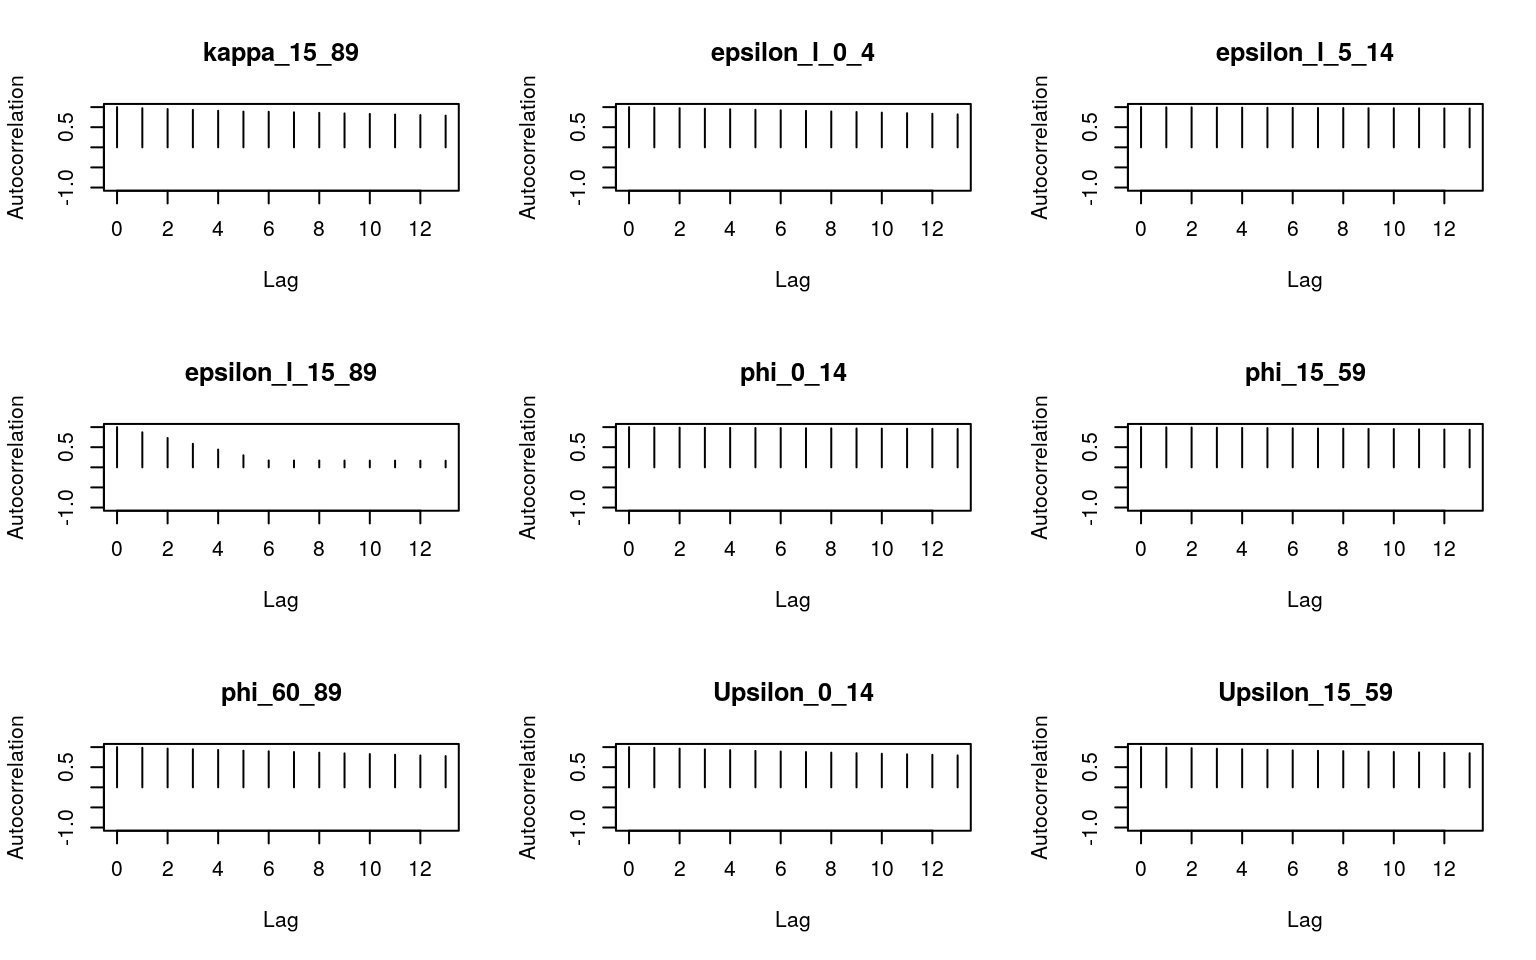 kappa_15_89
Autocorrelation
0.5
-1.0
0 2 4 6 8 10 12
Lag
epsilon_l_0_4
Autocorrelation
0.5
-1.0
0 2 4 6 8 10 12
Lag
epsilon_l_5_14
Autocorrelation
0.5
-1.0
0 2 4 6 8 10 12
Lag
epsilon_l_15_89
Autocorrelation
0.5
-1.0
0 2 4 6 8 10 12
Lag
phi_0_14
Autocorrelation
0.5
-1.0
0 2 4 6 8 10 12
Lag
phi_15_59
Autocorrelation
0.5
-1.0
0 2 4 6 8 10 12
Lag
phi_60_89
Autocorrelation
0.5
-1.0
0 2 4 6 8 10 12
Lag
Upsilon_0_14
Autocorrelation
0.5
-1.0
0 2 4 6 8 10 12
Lag
Upsilon_15_59
Autocorrelation
0.5
-1.0
0 2 4 6 8 10 12
Lag